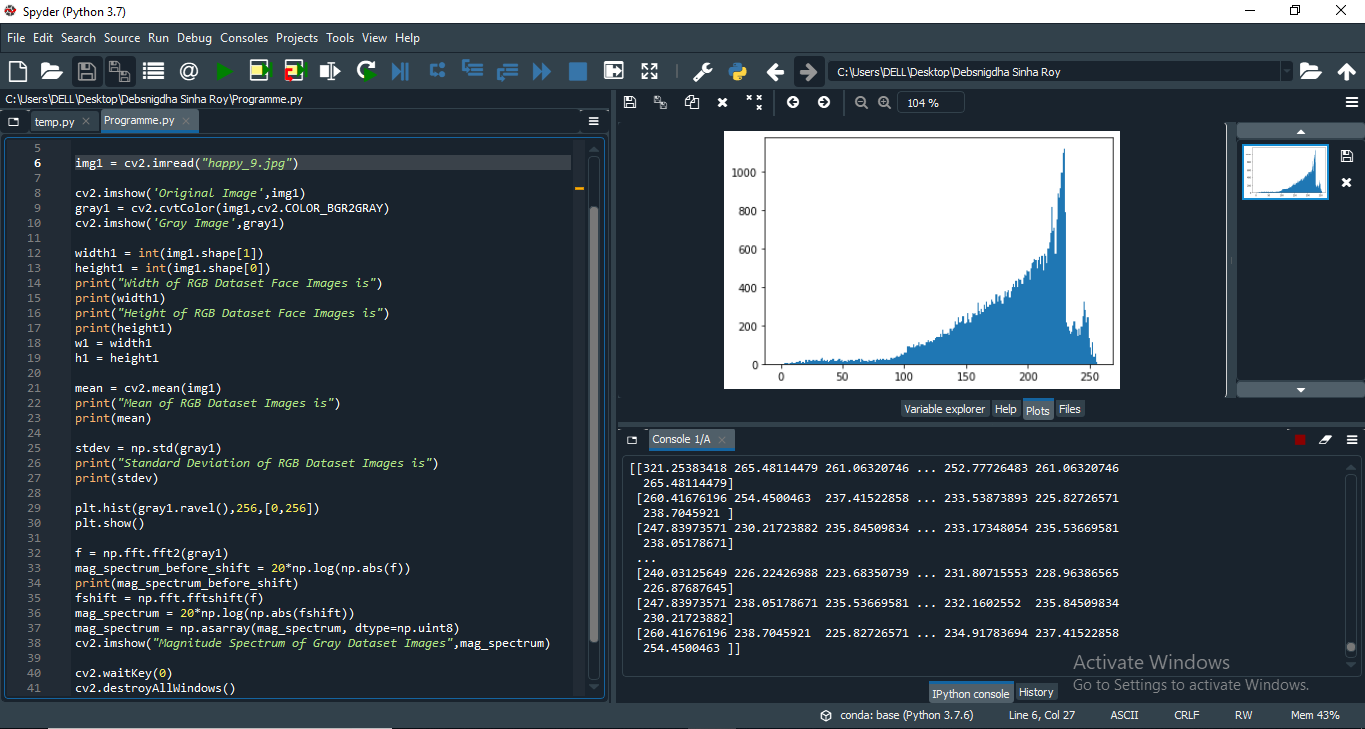 Spyder (Python 3.7)
File Edit Search Source Run Debug Consoles Projects Tools View Help
C:\Users\DELL\Desktop\Debsnigdha Sinha Roy
C:\Users\DELL\Desktop\Debsnigdha Sinha Roy\Programme.py
temp.py Programme.py
5
6 img1 = cv2.imread("happy_9.jpg")
7
8 cv2.imshow('Original Image',img1)
9 gray1 = cv2.cvtColor(img1,cv2.COLOR_BGR2GRAY)
10 cv2.imshow('Gray Image',gray1)
11
12 width1 = int(img1.shape[1])
13 height1 = int(img1.shape[0])
14 print("Width of RGB Dataset Face Images is")
15 print(width1)
16 print("Height of RGB Dataset Face Images is")
17 print(height1)
18 w1 = width1
19 h1 = height1
20
21 mean = cv2.mean(img1)
22 print("Mean of RGB Dataset Images is")
23 print(mean)
24
25 stdev = np.std(gray1)
26 print("Standard Deviation of RGB Dataset Images is")
27 print(stdev)
28
29 plt.hist(gray1.ravel(),256,[0,256])
30 plt.show()
31
32 f = np.fft.fft2(gray1)
33 mag_spectrum_before_shift = 20*np.log(np.abs(f))
34 print(mag_spectrum_before_shift)
35 fshift = np.fft.fftshift(f)
36 mag_spectrum = 20*np.log(np.abs(fshift))
37 mag_spectrum = np.asarray(mag_spectrum, dtype=np.uint8)
38 cv2.imshow("Magnitude Spectrum of Gray Dataset Images",mag_spectrum)
39
40 cv2.waitKey(0)
41 cv2.destroyAllWindows()
104 %
1000
800
600
400
200
0
0 50 100 150 200 250
Variable explorer Help Plots Files
Console 1/A
[[321.25383418 265.48114479 261.06320746 ... 252.77726483 261.06320746
265.48114479]
[260.41676196 254.4500463 237.41522858 ... 233.53873893 225.82726571
238.7045921 ]
[247.83973571 230.21723882 235.84509834 ... 233.17348054 235.53669581
238.05178671]
...
[240.03125649 226.22426988 223.68350739 ... 231.80715553 228.96386565
226.87687645]
[247.83973571 238.05178671 235.53669581 ... 232.1602552 235.84509834
230.21723882]
[260.41676196 238.7045921 225.82726571 ... 234.91783694 237.41522858
254.4500463 ]]
Activate Windows
Go to Settings to activate Windows.
IPython console History
conda: base (Python 3.7.6) Line 6, Col 27 ASCII CRLF RW Mem 43%